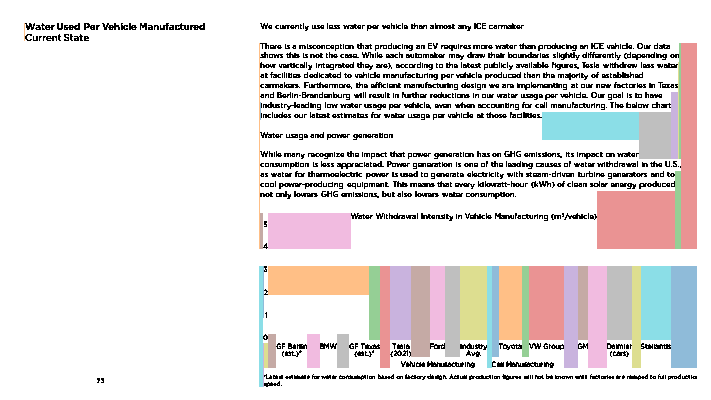 Water Used Per Vehicle Manufactured
Current State
We currently use less water per vehicle than almost any ICE carmaker
There is a misconception that producing an EV requires more water than producing an ICE vehicle. Our data
shows this is not the case. While each automaker may draw their boundaries slightly differently (depending on
how vertically integrated they are), according to the latest publicly available figures, Tesla withdrew less water
at facilities dedicated to vehicle manufacturing per vehicle produced than the majority of established
carmakers. Furthermore, the efficient manufacturing design we are implementing at our new factories in Texas
and Berlin-Brandenburg will result in further reductions in our water usage per vehicle. Our goal is to have
industry-leading low water usage per vehicle, even when accounting for cell manufacturing. The below chart
includes our latest estimates for water usage per vehicle at those facilities.
Water usage and power generation
While many recognize the impact that power generation has on GHG emissions, its impact on water
consumption is less appreciated. Power generation is one of the leading causes of water withdrawal in the U.S.,
as water for thermoelectric power is used to generate electricity with steam-driven turbine generators and to
cool power-producing equipment. This means that every kilowatt-hour (kWh) of clean solar energy produced
not only lowers GHG emissions, but also lowers water consumption.
Water Withdrawal Intensity in Vehicle Manufacturing (m³/vehicle)
5
4
3
2
1
0
GF Berlin BMW GF Texas Tesla Ford Industry Toyota VW Group GM Daimler Stellantis
(est.)* (est.)* (2021) Avg. (cars)
Vehicle Manufacturing Cell Manufacturing
*Latest estimate for water consumption based on factory design. Actual production figures will not be known until factories are ramped to full production
speed.
73